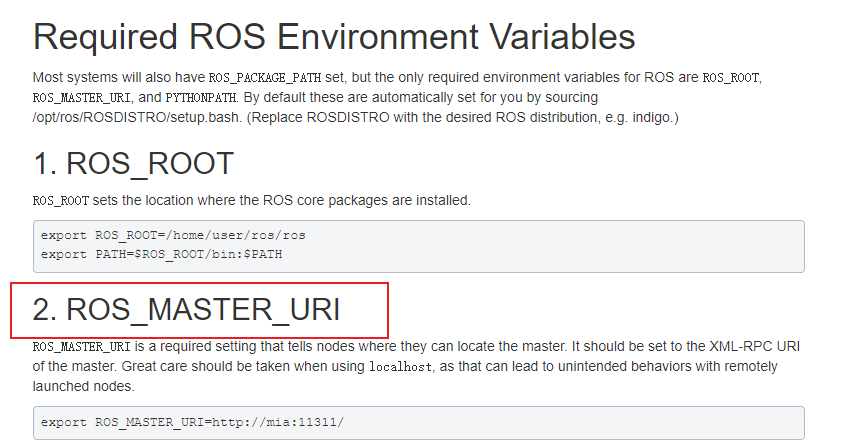 Required ROS Environment Variables
Most systems will also have ROS_PACKAGE_PATH set, but the only required environment variables for ROS are ROS_ROOT,
ROS_MASTER_URI, and PYTHONPATH. By default these are automatically set for you by sourcing
/opt/ros/ROSDISTRO/setup.bash. (Replace ROSDISTRO with the desired ROS distribution, e.g. indigo.)
1. ROS_ROOT
ROS_ROOT sets the location where the ROS core packages are installed.
export ROS_ROOT=/home/user/ros/ros
export PATH=$ROS_ROOT/bin:$PATH
2. ROS_MASTER_URI
ROS_MASTER_URI is a required setting that tells nodes where they can locate the master. It should be set to the XML-RPC URI
of the master. Great care should be taken when using localhost, as that can lead to unintended behaviors with remotely
launched nodes.
export ROS_MASTER_URI=http://mia:11311/